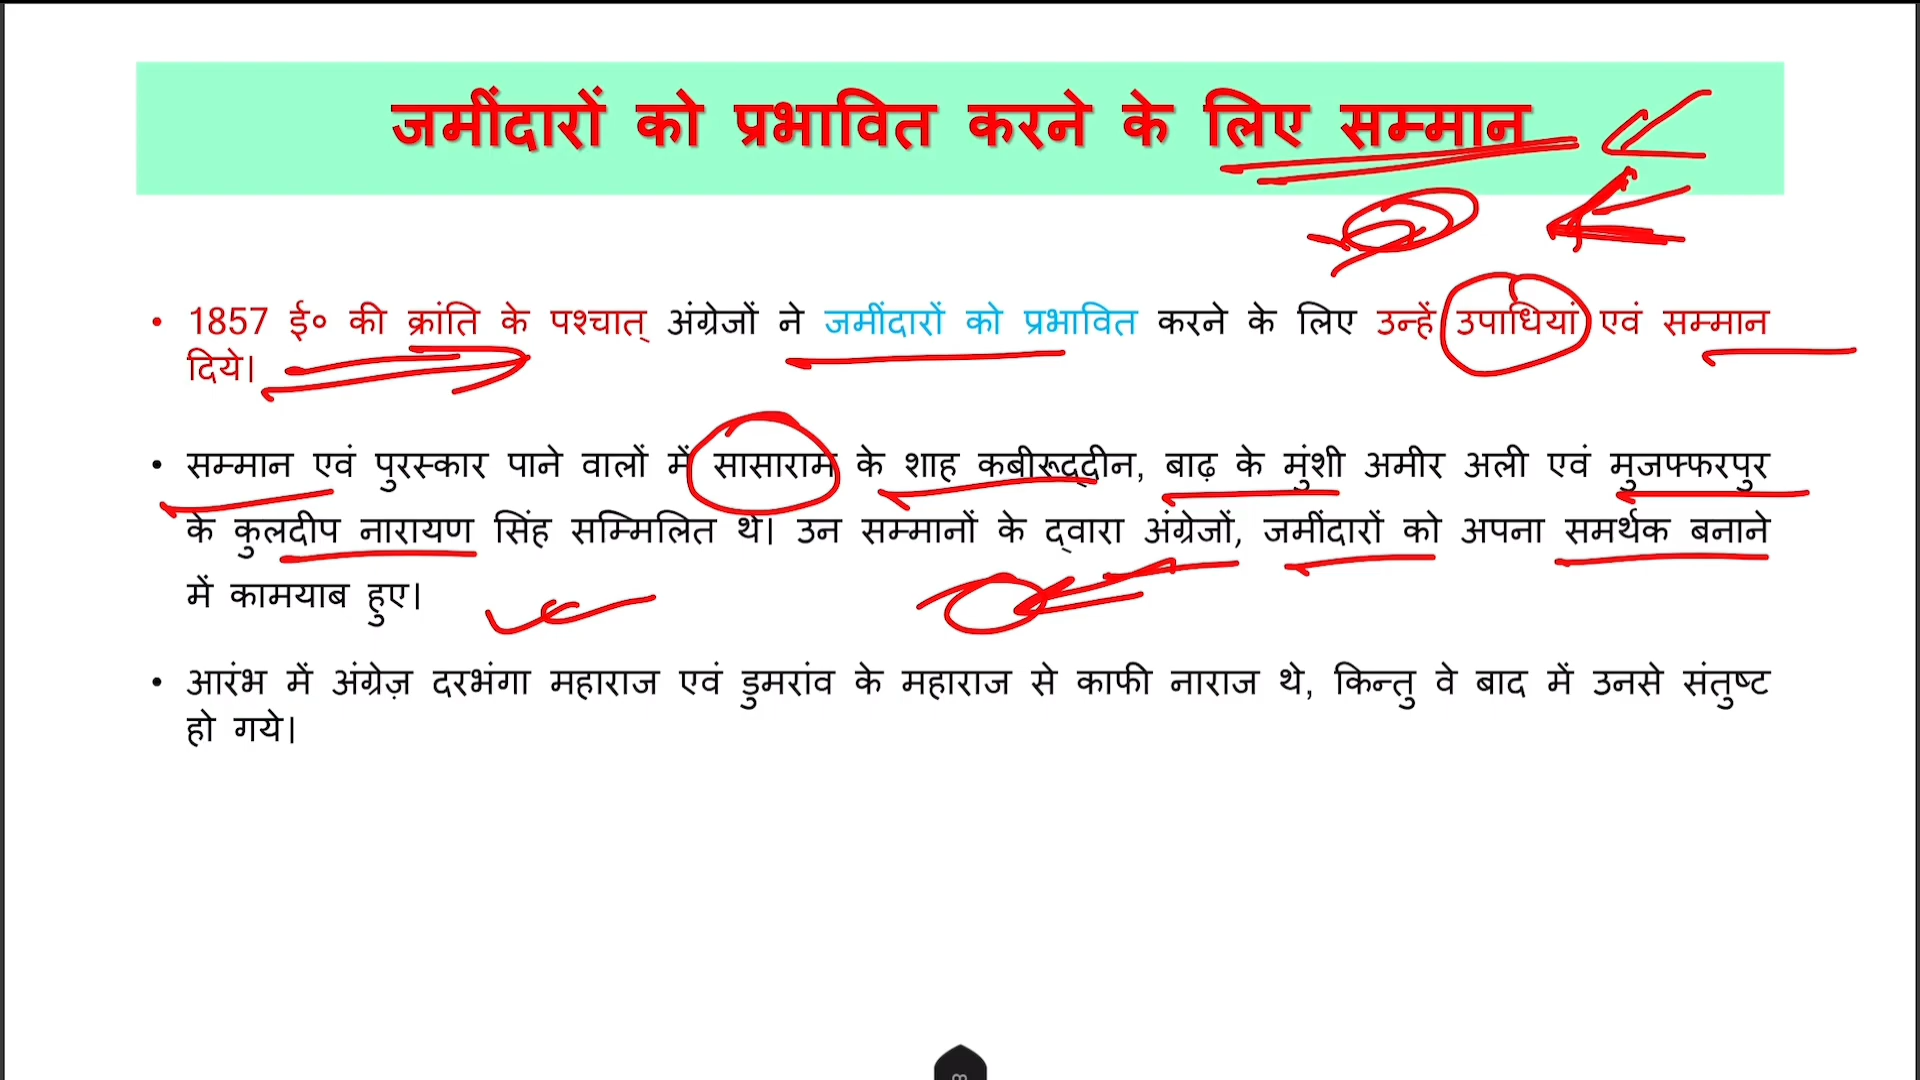 जमींदारों को प्रभावित करने के लिए सम्मान
• 1857 ई० की क्रांति के पश्चात् अंग्रेजों ने जमींदारों को प्रभावित करने के लिए उन्हें उपाधियां एवं सम्मान
दिये।
• सम्मान एवं पुरस्कार पाने वालों में सासाराम के शाह कबीरूद्दीन, बाढ़ के मुंशी अमीर अली एवं मुजफ्फरपुर
के कुलदीप नारायण सिंह सम्मिलित थे। उन सम्मानों के द्वारा अंग्रेजों, जमींदारों को अपना समर्थक बनाने
में कामयाब हुए।
• आरंभ में अंग्रेज़ दरभंगा महाराज एवं डुमरांव के महाराज से काफी नाराज थे, किन्तु वे बाद में उनसे संतुष्ट
हो गये।